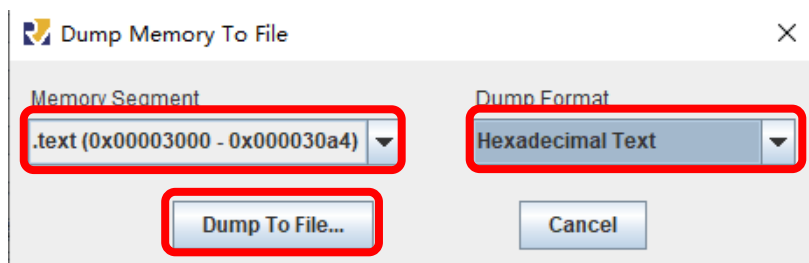 Dump Memory To File
Memory Segment
Dump Format
.text (0x00003000 - 0x000030a4)
Hexadecimal Text
Dump To File...
Cancel